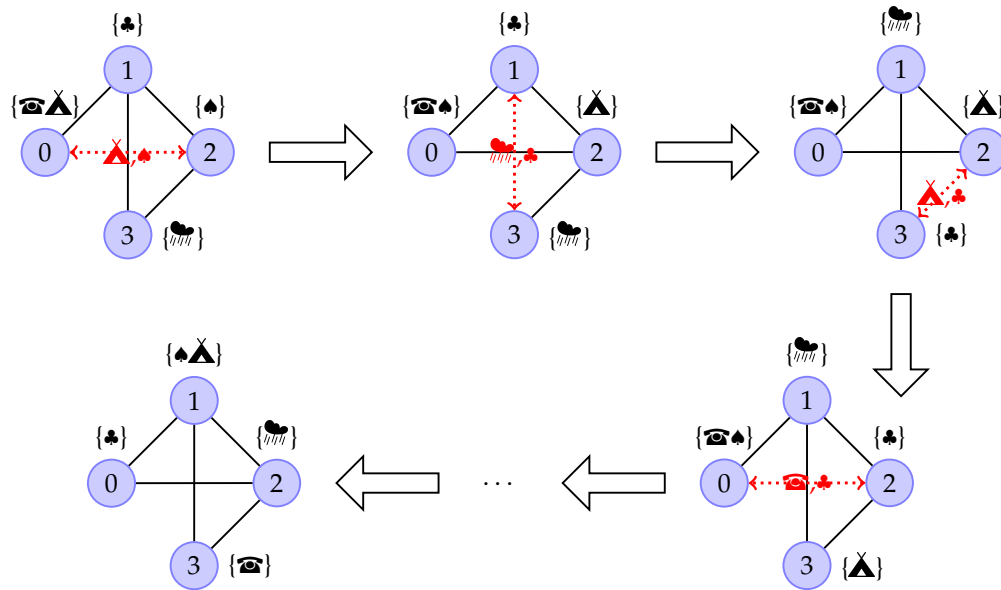 {♣} {♣} {⛈}
1 1 1
{☎⛺} {♠} {☎♠} {⛺} {☎♠} {⛺}
0 ⛺,♠ 2 0 ⛈,♣ 2 0 2
⛺,♣
3 {⛈} 3 {⛈} 3 {♣}
{♠⛺} {⛈}
1 1
{♣} {⛈} {☎♠} {♣}
0 2 ... 0 ☎,♣ 2
3 {☎} 3 {⛺}